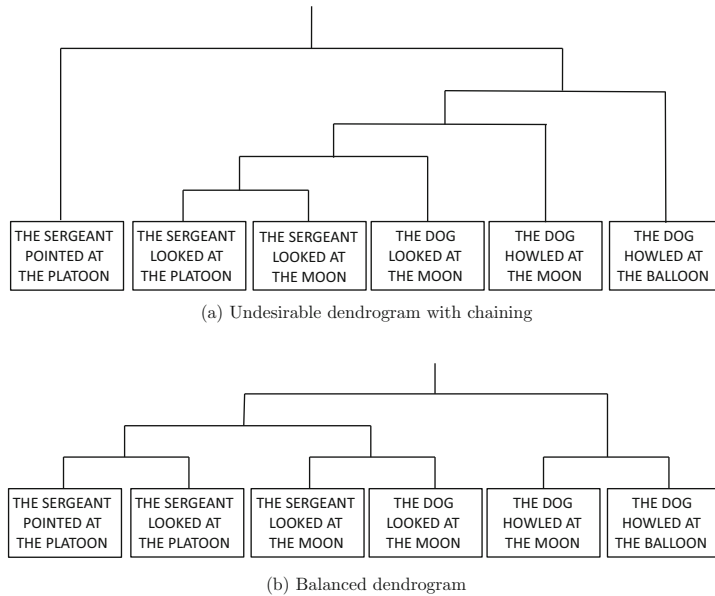 THE SERGEANT
POINTED AT
THE PLATOON
THE SERGEANT
LOOKED AT
THE PLATOON
THE SERGEANT
LOOKED AT
THE MOON
THE DOG
LOOKED AT
THE MOON
THE DOG
HOWLED AT
THE MOON
THE DOG
HOWLED AT
THE BALLOON
(a) Undesirable dendrogram with chaining
THE SERGEANT
POINTED AT
THE PLATOON
THE SERGEANT
LOOKED AT
THE PLATOON
THE SERGEANT
LOOKED AT
THE MOON
THE DOG
LOOKED AT
THE MOON
THE DOG
HOWLED AT
THE MOON
THE DOG
HOWLED AT
THE BALLOON
(b) Balanced dendrogram